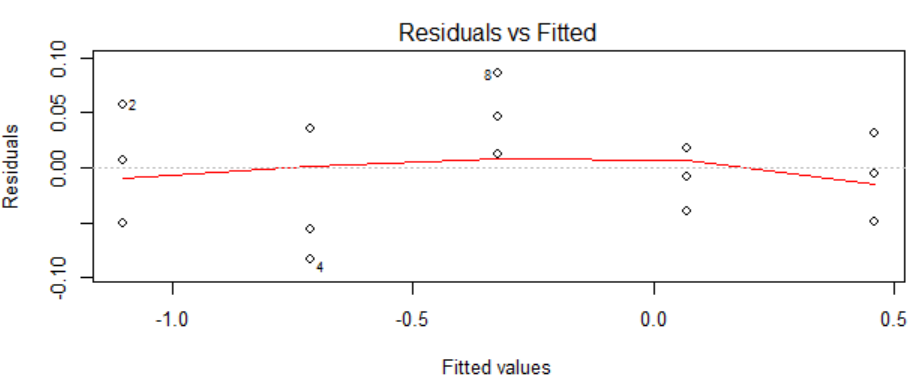 Residuals vs Fitted
Residuals
0.10
0.05
0.00
-0.10
2
8
4
-1.0 -0.5 0.0 0.5
Fitted values